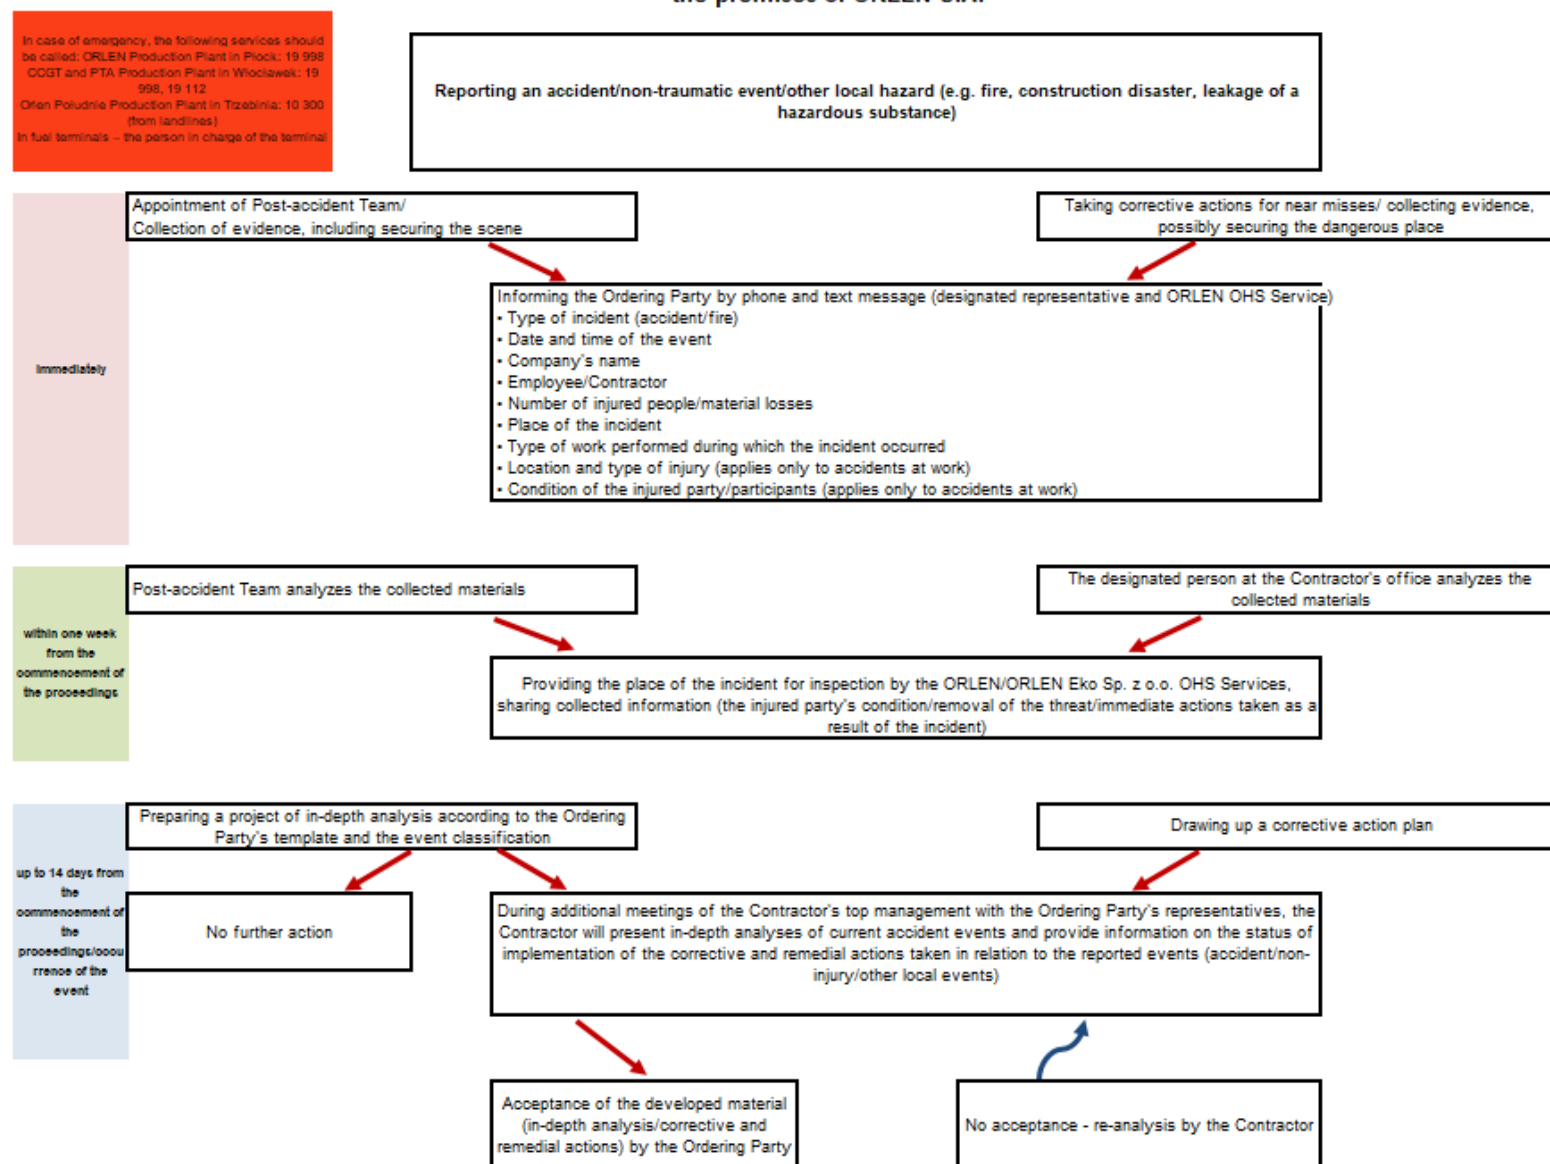 the premises of ORLEN S.A.
In case of emergency, the following services should
be called: ORLEN Production Plant in Płock: 19 998
CCGT and PTA Production Plant in Włocławek: 19
998, 19 112
Orlen Południe Production Plant in Trzebinia: 10 300
(from landlines)
In fuel terminals – the person in charge of the terminal
Reporting an accident/non-traumatic event/other local hazard (e.g. fire, construction disaster, leakage of a
hazardous substance)
Immediately
Appointment of Post-accident Team/
Collection of evidence, including securing the scene
Taking corrective actions for near misses/ collecting evidence,
possibly securing the dangerous place
Informing the Ordering Party by phone and text message (designated representative and ORLEN OHS Service)
• Type of incident (accident/fire)
• Date and time of the event
• Company's name
• Employee/Contractor
• Number of injured people/material losses
• Place of the incident
• Type of work performed during which the incident occurred
• Location and type of injury (applies only to accidents at work)
• Condition of the injured party/participants (applies only to accidents at work)
within one week
from the
commencement of
the proceedings
Post-accident Team analyzes the collected materials
The designated person at the Contractor's office analyzes the
collected materials
Providing the place of the incident for inspection by the ORLEN/ORLEN Eko Sp. z o.o. OHS Services,
sharing collected information (the injured party's condition/removal of the threat/immediate actions taken as a
result of the incident)
up to 14 days from
the
commencement of
the
proceedings/occu
rrence of the
event
Preparing a project of in-depth analysis according to the Ordering
Party's template and the event classification
Drawing up a corrective action plan
No further action
During additional meetings of the Contractor's top management with the Ordering Party's representatives, the
Contractor will present in-depth analyses of current accident events and provide information on the status of
implementation of the corrective and remedial actions taken in relation to the reported events (accident/non-
injury/other local events)
Acceptance of the developed material
(in-depth analysis/corrective and
remedial actions) by the Ordering Party
No acceptance - re-analysis by the Contractor